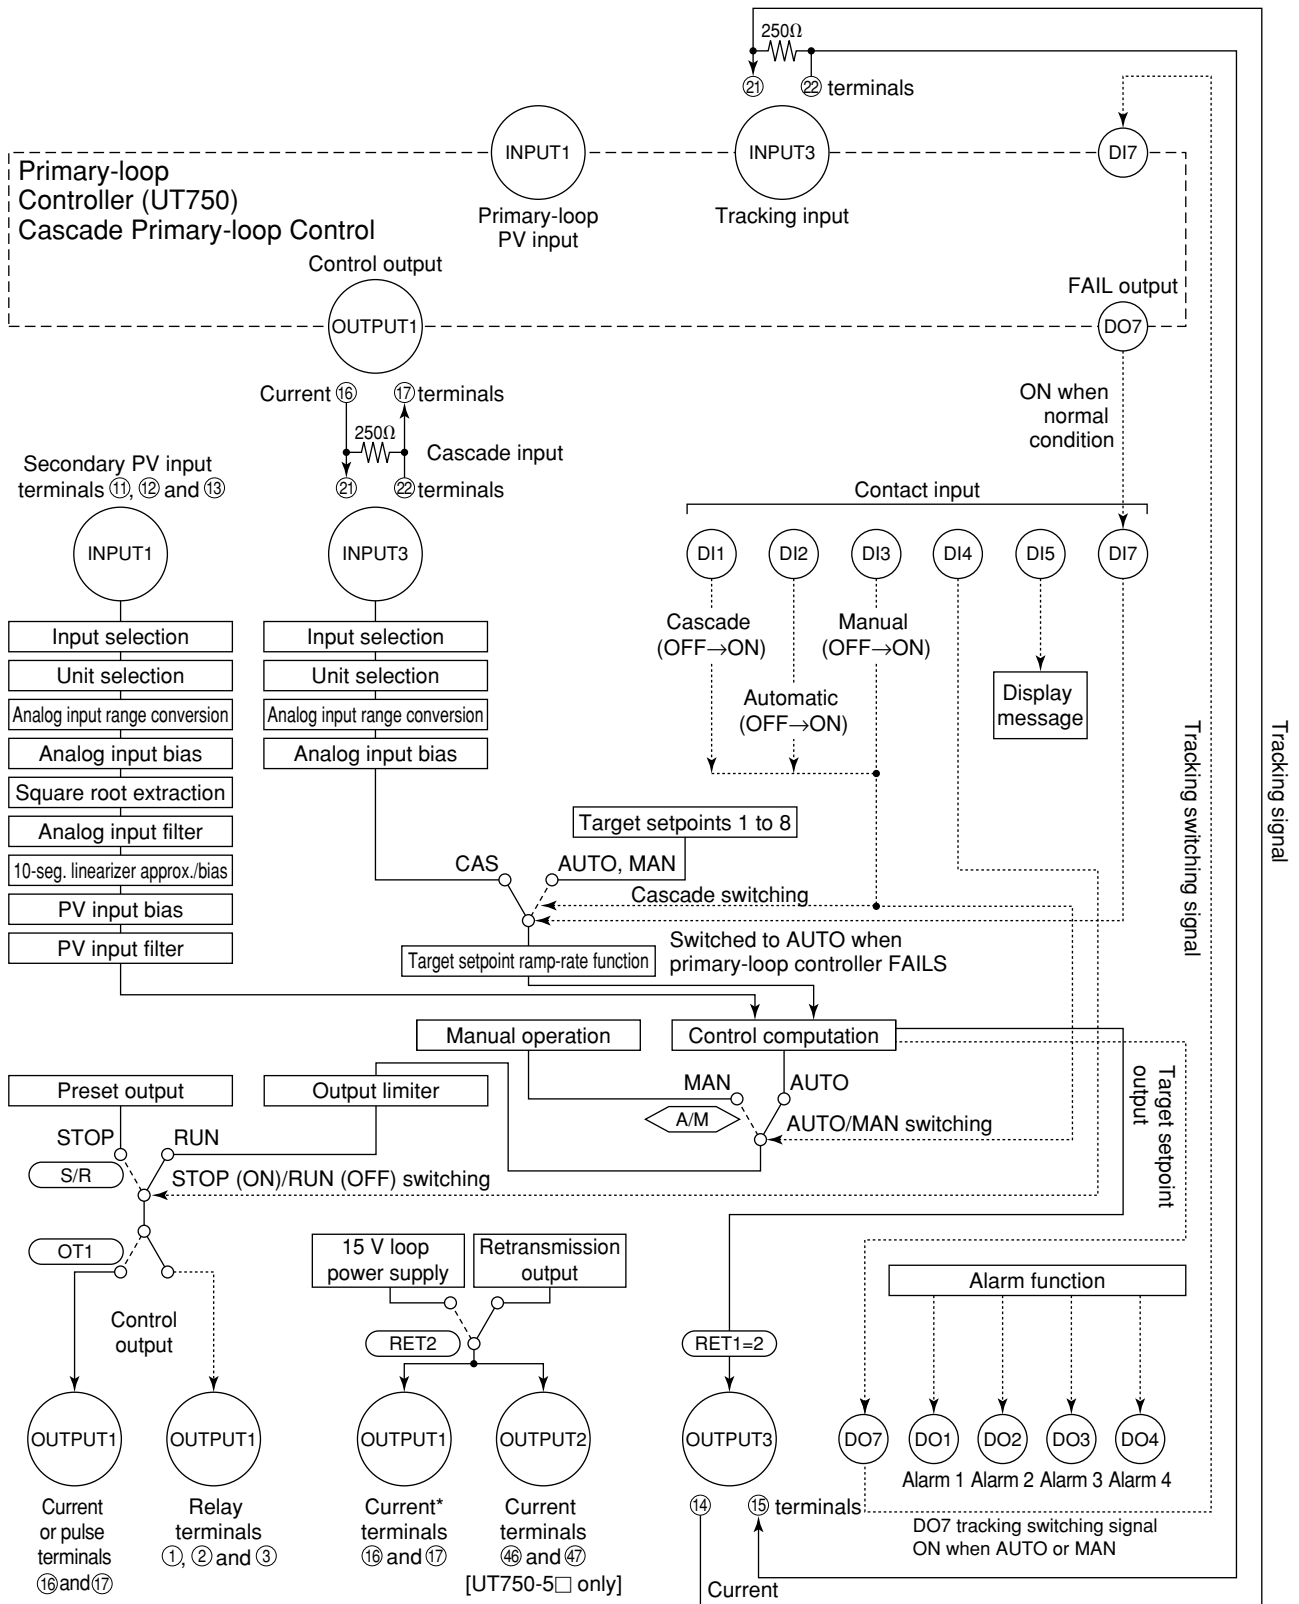 250Ω
㉑ ㉒ terminals
INPUT1
INPUT3
DI7
Primary-loop
Controller (UT750)
Cascade Primary-loop Control
Primary-loop
PV input
Tracking input
Control output
OUTPUT1
FAIL output
DO7
Current ⑯ ⑰ terminals
ON when
normal
condition
250Ω
Cascade input
㉑ ㉒ terminals
Secondary PV input
terminals ⑪, ⑫ and ⑬
Contact input
INPUT1
INPUT3
DI1
DI2
DI3
DI4
DI5
DI7
Cascade
(OFF→ON)
Manual
(OFF→ON)
Automatic
(OFF→ON)
Display
message
Input selection
Unit selection
Analog input range conversion
Analog input bias
Square root extraction
Analog input filter
10-seg. linearizer approx./bias
PV input bias
PV input filter
Input selection
Unit selection
Analog input range conversion
Analog input bias
Tracking switching signal
Tracking signal
Target setpoints 1 to 8
CAS
AUTO, MAN
Cascade switching
Switched to AUTO when
primary-loop controller FAILS
Target setpoint ramp-rate function
Manual operation
Control computation
Preset output
Output limiter
MAN
AUTO
A/M
AUTO/MAN switching
Target setpoint
output
STOP
RUN
S/R
STOP (ON)/RUN (OFF) switching
OT1
15 V loop
power supply
Retransmission
output
Alarm function
Control
output
RET2
RET1=2
OUTPUT1
OUTPUT1
OUTPUT1
OUTPUT2
OUTPUT3
DO7
DO1
DO2
DO3
DO4
Alarm 1 Alarm 2 Alarm 3 Alarm 4
Current
or pulse
terminals
⑯ and ⑰
Relay
terminals
①, ② and ③
Current*
terminals
⑯ and ⑰
Current
terminals
㊻ and ㊼
[UT750-5□ only]
⑭ ⑮ terminals
DO7 tracking switching signal
ON when AUTO or MAN
Current